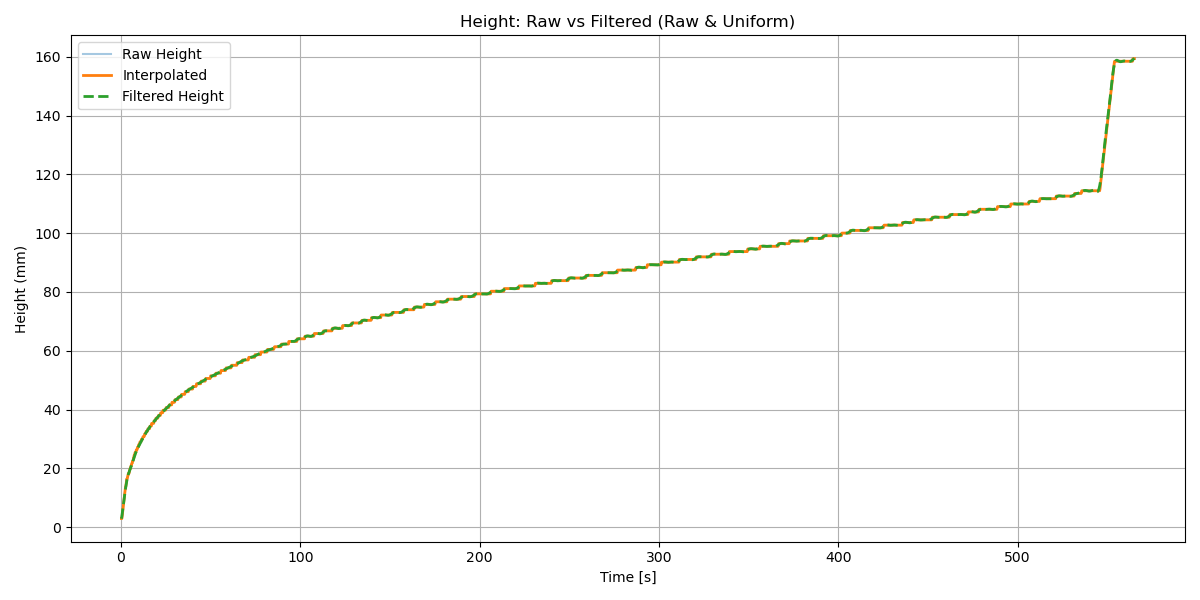 Height: Raw vs Filtered (Raw & Uniform)
Raw Height
Interpolated
Filtered Height
Height (mm)
160
140
120
100
80
60
40
20
0
0 100 200 300 400 500
Time [s]